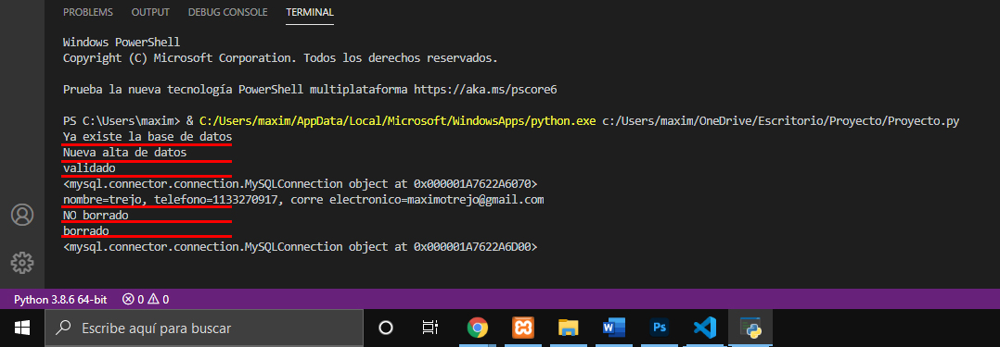 PROBLEMS OUTPUT DEBUG CONSOLE TERMINAL
Windows PowerShell
Copyright (C) Microsoft Corporation. Todos los derechos reservados.
Prueba la nueva tecnología PowerShell multiplataforma https://aka.ms/pscore6
PS C:\Users\maxim> & C:/Users/maxim/AppData/Local/Microsoft/WindowsApps/python.exe c:/Users/maxim/OneDrive/Escritorio/Proyecto/Proyecto.py
Ya existe la base de datos
Nueva alta de datos
validado
<mysql.connector.connection.MySQLConnection object at 0x000001A7622A6070>
nombre=trejo, telefono=1133270917, corre electronico=maximotrejo@gmail.com
NO borrado
borrado
<mysql.connector.connection.MySQLConnection object at 0x000001A7622A6D00>
Python 3.8.6 64-bit 0 0
Escribe aquí para buscar
W Ps